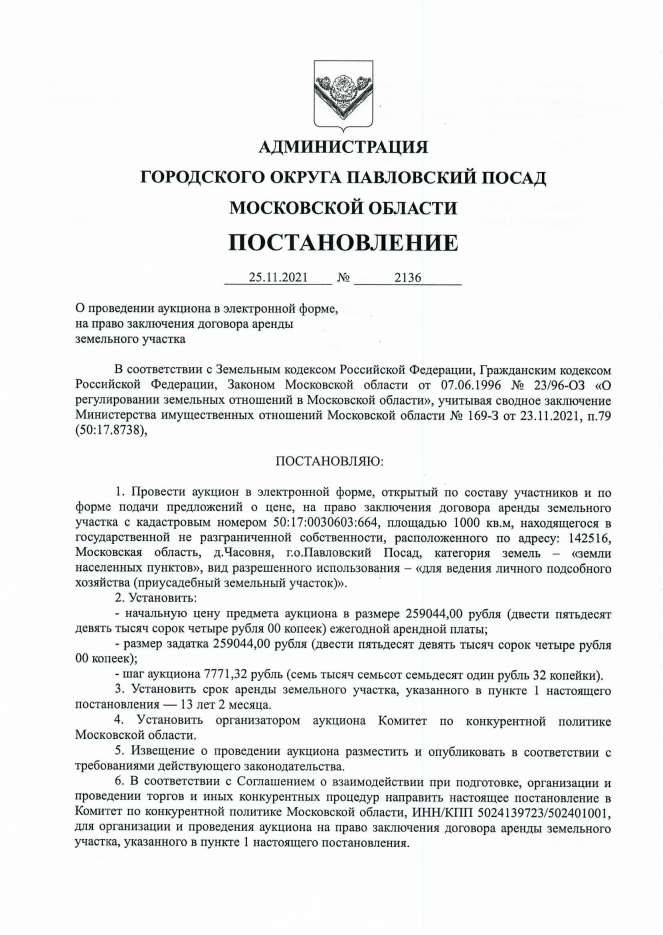 АДМИНИСТРАЦИЯ
ГОРОДСКОГО ОКРУГА ПАВЛОВСКИЙ ПОСАД
МОСКОВСКОЙ ОБЛАСТИ
ПОСТАНОВЛЕНИЕ
25.11.2021 № 2136
О проведении аукциона в электронной форме,
на право заключения договора аренды
земельного участка
В соответствии с Земельным кодексом Российской Федерации, Гражданским кодексом
Российской Федерации, Законом Московской области от 07.06.1996 № 23/96-ОЗ «О
регулировании земельных отношений в Московской области», учитывая сводное заключение
Министерства имущественных отношений Московской области № 169-З от 23.11.2021, п.79
(50:17.8738),
ПОСТАНОВЛЯЮ:
1. Провести аукцион в электронной форме, открытый по составу участников и по
форме подачи предложений о цене, на право заключения договора аренды земельного
участка с кадастровым номером 50:17:0030603:664, площадью 1000 кв.м, находящегося в
государственной не разграниченной собственности, расположенного по адресу: 142516,
Московская область, д.Часовня, г.о.Павловский Посад, категория земель – «земли
населенных пунктов», вид разрешенного использования – «для ведения личного подсобного
хозяйства (приусадебный земельный участок)».
2. Установить:
- начальную цену предмета аукциона в размере 259044,00 рубля (двести пятьдесят
девять тысяч сорок четыре рубля 00 копеек) ежегодной арендной платы;
- размер задатка 259044,00 рубля (двести пятьдесят девять тысяч сорок четыре рубля
00 копеек);
- шаг аукциона 7771,32 рубль (семь тысяч семьсот семьдесят один рубль 32 копейки).
3. Установить срок аренды земельного участка, указанного в пункте 1 настоящего
постановления — 13 лет 2 месяца.
4. Установить организатором аукциона Комитет по конкурентной политике
Московской области.
5. Извещение о проведении аукциона разместить и опубликовать в соответствии с
требованиями действующего законодательства.
6. В соответствии с Соглашением о взаимодействии при подготовке, организации и
проведении торгов и иных конкурентных процедур направить настоящее постановление в
Комитет по конкурентной политике Московской области, ИНН/КПП 5024139723/502401001,
для организации и проведения аукциона на право заключения договора аренды земельного
участка, указанного в пункте 1 настоящего постановления.